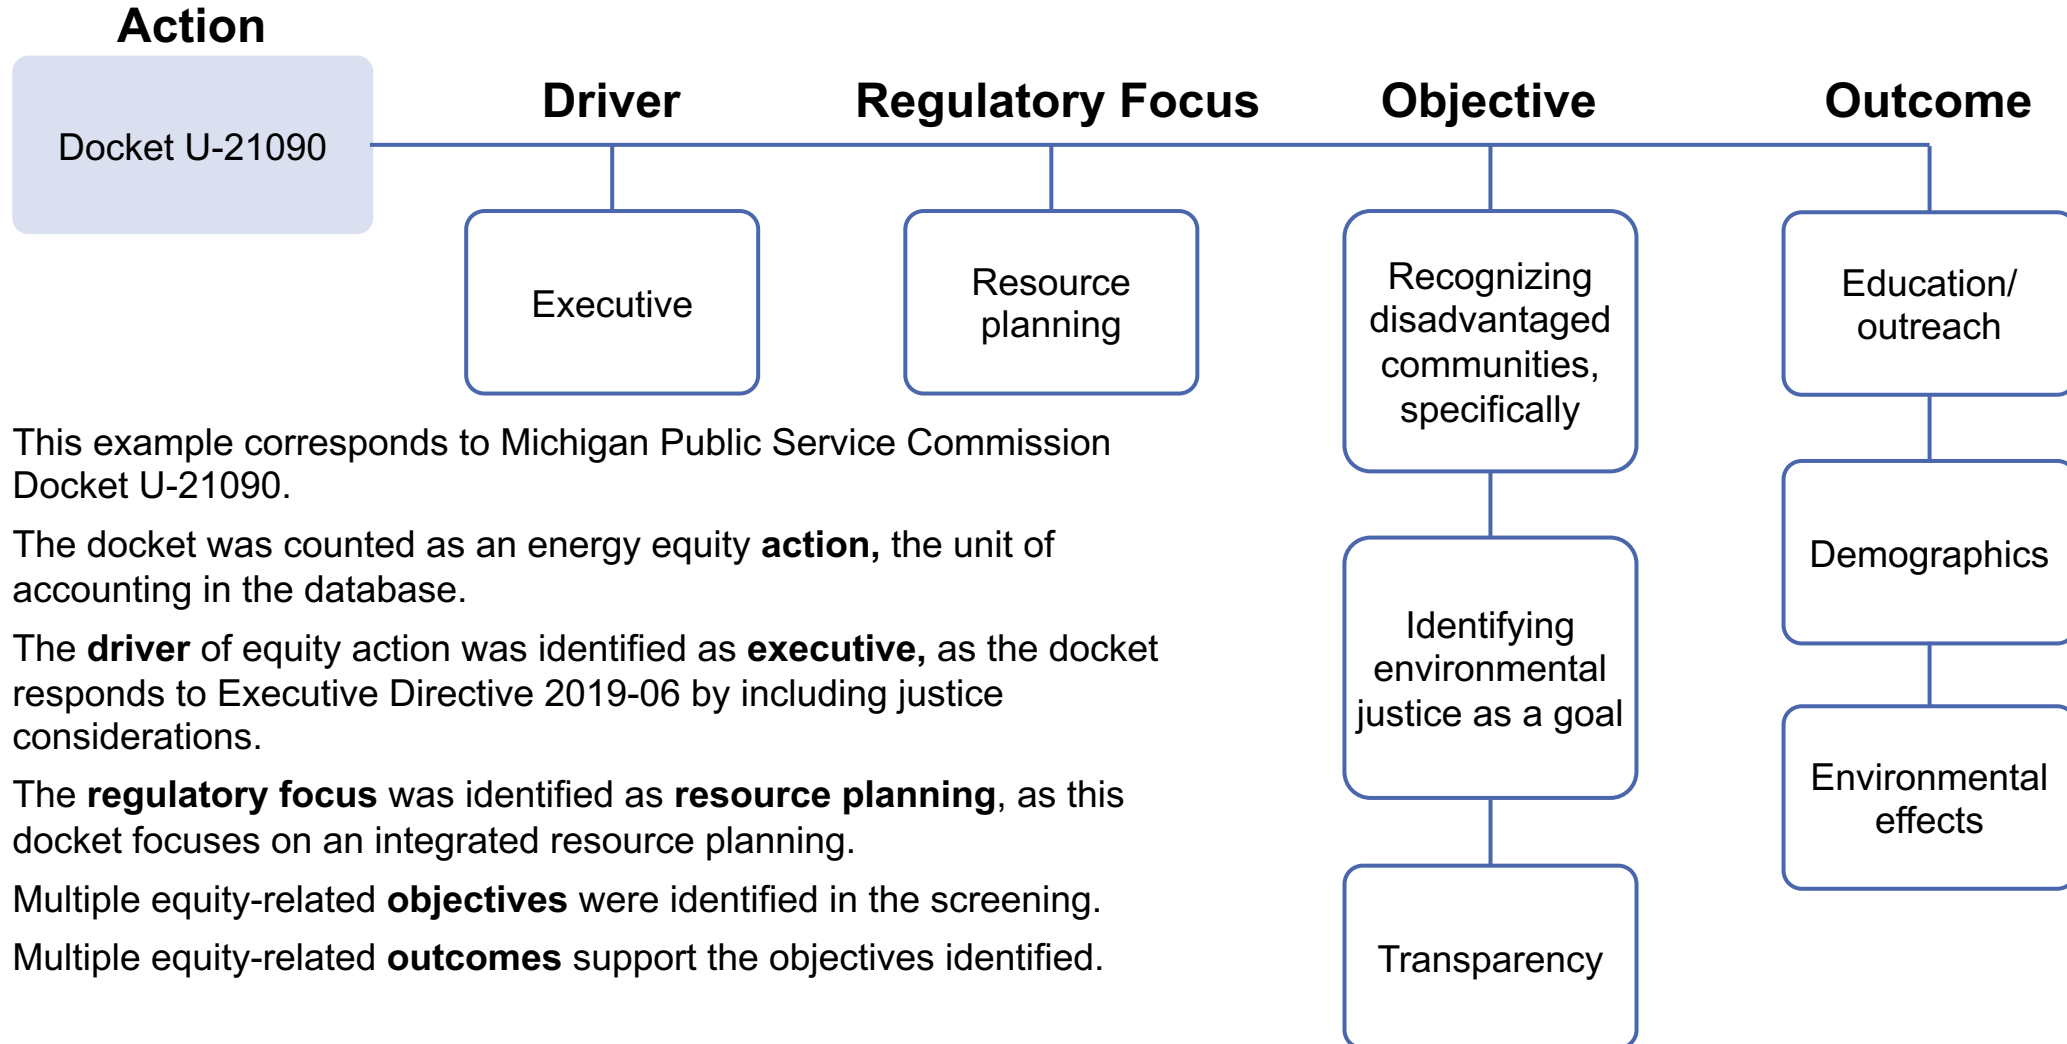 Action
Docket U-21090
Driver
Regulatory Focus
Objective
Outcome
Executive
Resource
planning
Recognizing
disadvantaged
communities,
specifically
Identifying
environmental
justice as a goal
Transparency
Education/
outreach
Demographics
Environmental
effects
This example corresponds to Michigan Public Service Commission
Docket U-21090.
The docket was counted as an energy equity action, the unit of
accounting in the database.
The driver of equity action was identified as executive, as the docket
responds to Executive Directive 2019-06 by including justice
considerations.
The regulatory focus was identified as resource planning, as this
docket focuses on an integrated resource planning.
Multiple equity-related objectives were identified in the screening.
Multiple equity-related outcomes support the objectives identified.